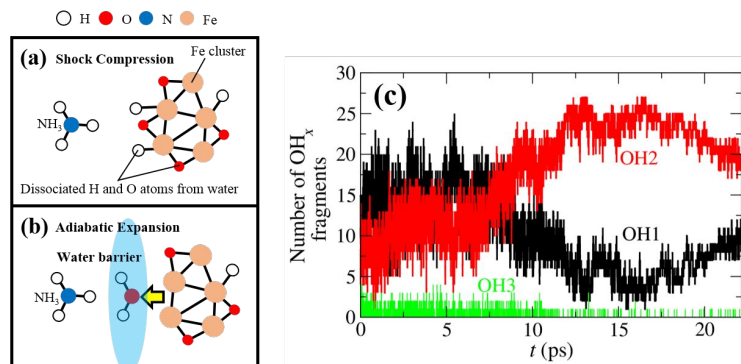 H O N Fe
(a) Shock Compression
Fe cluster
NH3
Dissociated H and O atoms from water
(b) Adiabatic Expansion
Water barrier
NH3
(c)
Number of OHx
fragments
30
25
20
15
10
5
0
OH2
OH1
OH3
0 5 10 15 20
t (ps)